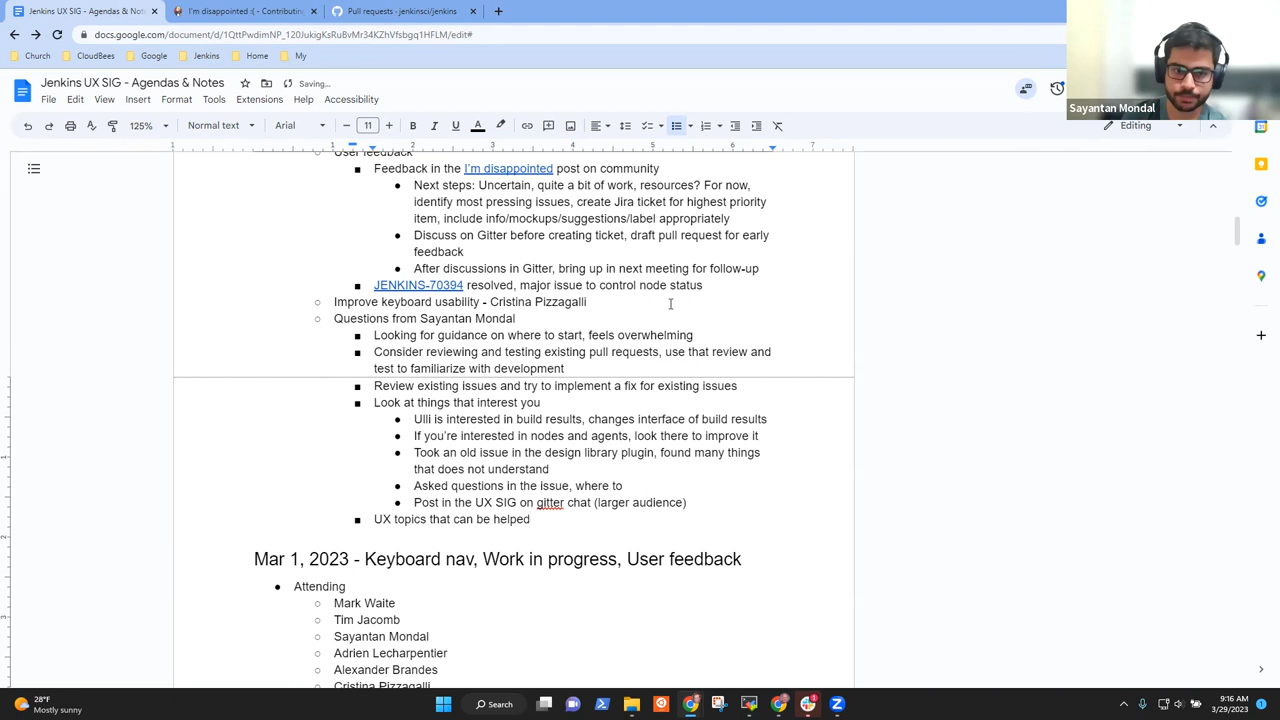 Jenkins UX SIG - Agendas & Notes
I'm disappointed :( - Contributing
Pull requests - jenkinsci/jenkins
docs.google.com/document/d/1QttPwdimNP_120JukigKsRuBvMr34KZhVfsbgq1HFLM/edit#
Church
CloudBees
Google
Jenkins
Home
My
Jenkins UX SIG - Agendas & Notes
Saving...
File Edit View Insert Format Tools Extensions Help Accessibility
125%
Normal text
Arial
11
Editing
Sayantan Mondal
1 1 2 3 4 5 6 7
User feedback
Feedback in the I'm disappointed post on community
Next steps: Uncertain, quite a bit of work, resources? For now,
identify most pressing issues, create Jira ticket for highest priority
item, include info/mockups/suggestions/label appropriately
Discuss on Gitter before creating ticket, draft pull request for early
feedback
After discussions in Gitter, bring up in next meeting for follow-up
JENKINS-70394 resolved, major issue to control node status
Improve keyboard usability - Cristina Pizzagalli
Questions from Sayantan Mondal
Looking for guidance on where to start, feels overwhelming
Consider reviewing and testing existing pull requests, use that review and
test to familiarize with development
Review existing issues and try to implement a fix for existing issues
Look at things that interest you
Ulli is interested in build results, changes interface of build results
If you're interested in nodes and agents, look there to improve it
Took an old issue in the design library plugin, found many things
that does not understand
Asked questions in the issue, where to
Post in the UX SIG on gitter chat (larger audience)
UX topics that can be helped
Mar 1, 2023 - Keyboard nav, Work in progress, User feedback
Attending
Mark Waite
Tim Jacomb
Sayantan Mondal
Adrien Lecharpentier
Alexander Brandes
Cristina Pizzagalli
28°F
Mostly sunny
Search
9:16 AM
3/29/2023